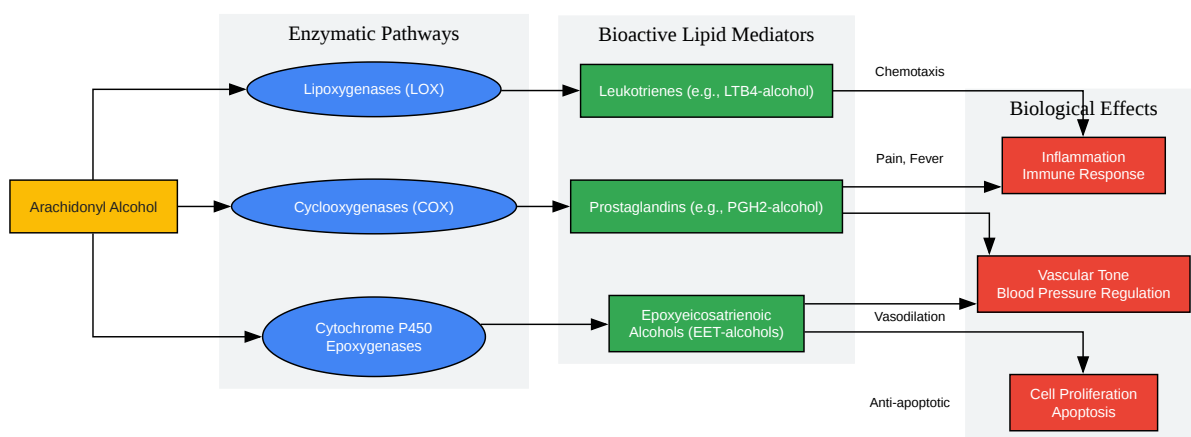 Enzymatic Pathways
Bioactive Lipid Mediators
Lipoxygenases (LOX)
Leukotrienes (e.g., LTB4-alcohol)
Chemotaxis
Biological Effects
Inflammation
Immune Response
Pain, Fever
Arachidonyl Alcohol
Cyclooxygenases (COX)
Prostaglandins (e.g., PGH2-alcohol)
Vascular Tone
Blood Pressure Regulation
Cytochrome P450
Epoxygenases
Epoxyeicosatrienoic
Alcohols (EET-alcohols)
Vasodilation
Anti-apoptotic
Cell Proliferation
Apoptosis